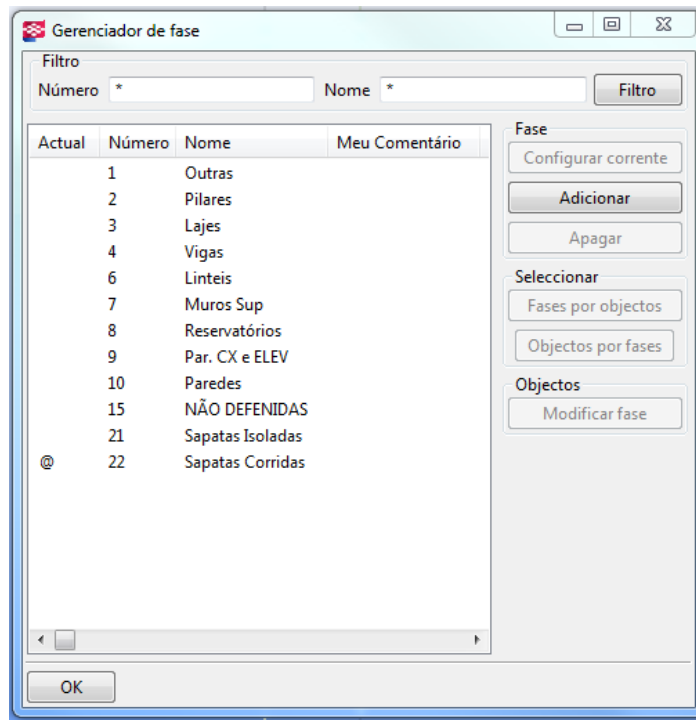 Gerenciador de fase
Filtro
Número * Nome * Filtro
Actual Número Nome Meu Comentário
1 Outras
2 Pilares
3 Lajes
4 Vigas
6 Linteis
7 Muros Sup
8 Reservatórios
9 Par. CX e ELEV
10 Paredes
15 NÃO DEFENIDAS
21 Sapatas Isoladas
@ 22 Sapatas Corridas
Fase
Configurar corrente
Adicionar
Apagar
Seleccionar
Fases por objectos
Objectos por fases
Objectos
Modificar fase
OK